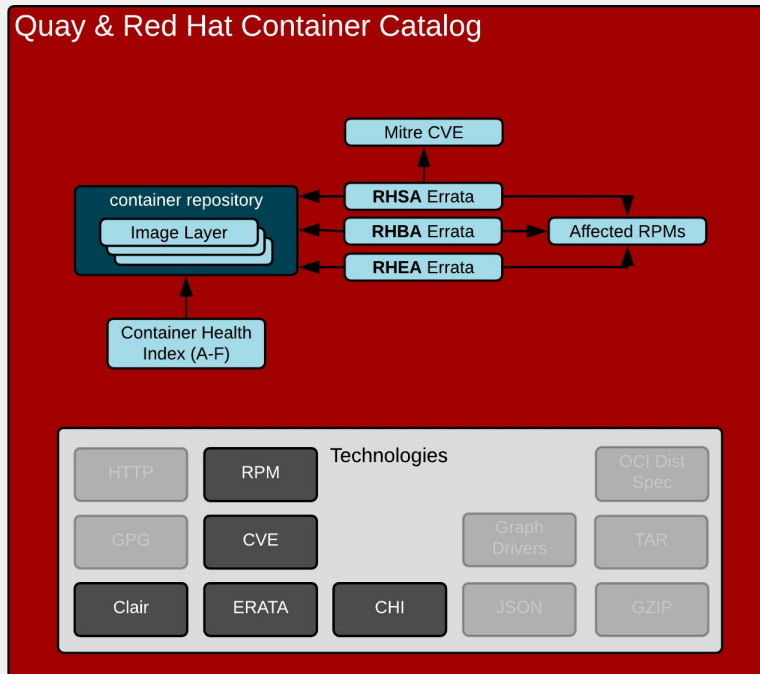 Quay & Red Hat Container Catalog
Mitre CVE
container repository
RHSA Errata
Image Layer
RHBA Errata
Affected RPMs
RHEA Errata
Container Health
Index (A-F)
Technologies
HTTP
RPM
OCI Dist
Spec
GPG
CVE
Graph
Drivers
TAR
Clair
ERATA
CHI
JSON
GZIP